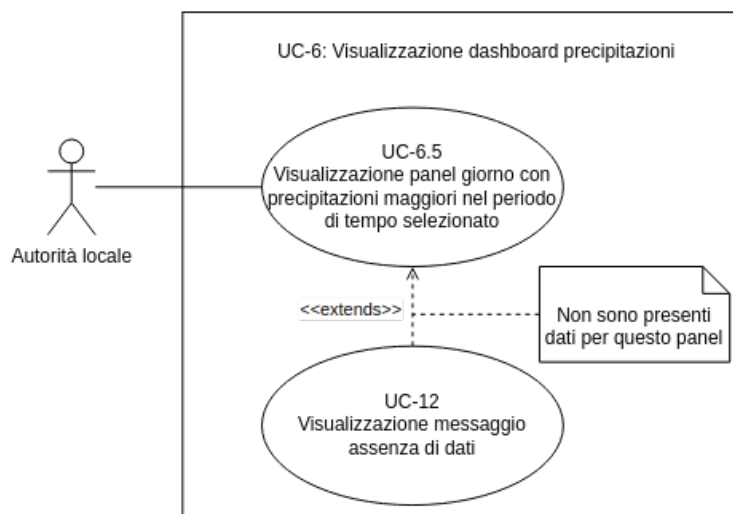 UC-6: Visualizzazione dashboard precipitazioni
UC-6.5
Visualizzazione panel giorno con
precipitazioni maggiori nel periodo
di tempo selezionato
Autorità locale
<<extends>>
Non sono presenti
dati per questo panel
UC-12
Visualizzazione messaggio
assenza di dati